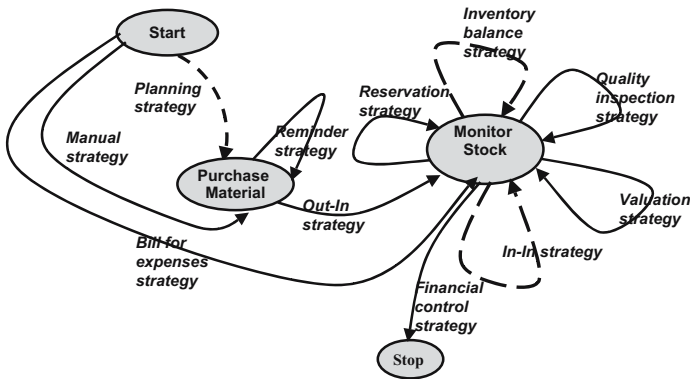 Start
Inventory
balance
strategy
Planning
strategy
Reservation
strategy
Quality
inspection
strategy
Manual
strategy
Reminder
strategy
Monitor
Stock
Purchase
Material
Out-In
strategy
Valuation
strategy
Bill for
expenses
strategy
In-In strategy
Financial
control
strategy
Stop